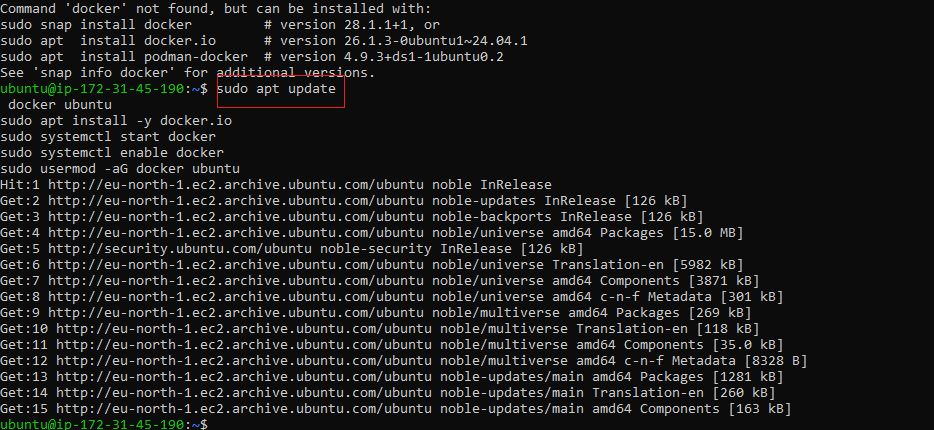 Command 'docker' not found, but can be installed with:
sudo snap install docker         # version 28.1.1+1, or
sudo apt  install docker.io      # version 26.1.3-0ubuntu1~24.04.1
sudo apt  install podman-docker  # version 4.9.3+ds1-1ubuntu0.2
See 'snap info docker' for additional versions.
ubuntu@ip-172-31-45-190:~$ sudo apt update
 docker ubuntu
sudo apt install -y docker.io
sudo systemctl start docker
sudo systemctl enable docker
sudo usermod -aG docker ubuntu
Hit:1 http://eu-north-1.ec2.archive.ubuntu.com/ubuntu noble InRelease
Get:2 http://eu-north-1.ec2.archive.ubuntu.com/ubuntu noble-updates InRelease [126 kB]
Get:3 http://eu-north-1.ec2.archive.ubuntu.com/ubuntu noble-backports InRelease [126 kB]
Get:4 http://eu-north-1.ec2.archive.ubuntu.com/ubuntu noble/universe amd64 Packages [15.0 MB]
Get:5 http://security.ubuntu.com/ubuntu noble-security InRelease [126 kB]
Get:6 http://eu-north-1.ec2.archive.ubuntu.com/ubuntu noble/universe Translation-en [5982 kB]
Get:7 http://eu-north-1.ec2.archive.ubuntu.com/ubuntu noble/universe amd64 Components [3871 kB]
Get:8 http://eu-north-1.ec2.archive.ubuntu.com/ubuntu noble/universe amd64 c-n-f Metadata [301 kB]
Get:9 http://eu-north-1.ec2.archive.ubuntu.com/ubuntu noble/multiverse amd64 Packages [269 kB]
Get:10 http://eu-north-1.ec2.archive.ubuntu.com/ubuntu noble/multiverse Translation-en [118 kB]
Get:11 http://eu-north-1.ec2.archive.ubuntu.com/ubuntu noble/multiverse amd64 Components [35.0 kB]
Get:12 http://eu-north-1.ec2.archive.ubuntu.com/ubuntu noble/multiverse amd64 c-n-f Metadata [8328 B]
Get:13 http://eu-north-1.ec2.archive.ubuntu.com/ubuntu noble-updates/main amd64 Packages [1281 kB]
Get:14 http://eu-north-1.ec2.archive.ubuntu.com/ubuntu noble-updates/main Translation-en [260 kB]
Get:15 http://eu-north-1.ec2.archive.ubuntu.com/ubuntu noble-updates/main amd64 Components [163 kB]
ubuntu@ip-172-31-45-190:~$